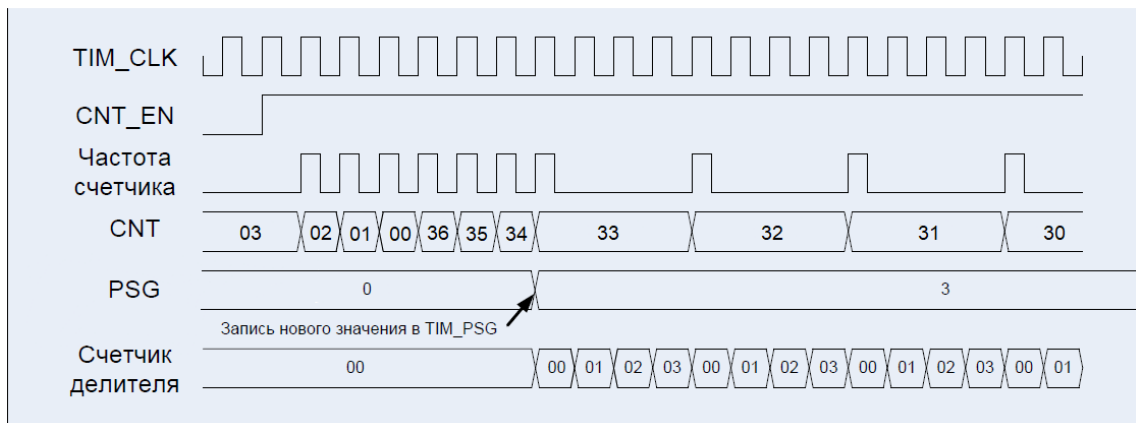 TIM_CLK
CNT_EN
Частота
счетчика
CNT 03 02 01 00 36 35 34 33 32 31 30
PSG 0 3
Запись нового значения в TIM_PSG
Счетчик
делителя
00 00 01 02 03 00 01 02 03 00 01 02 03 00 01